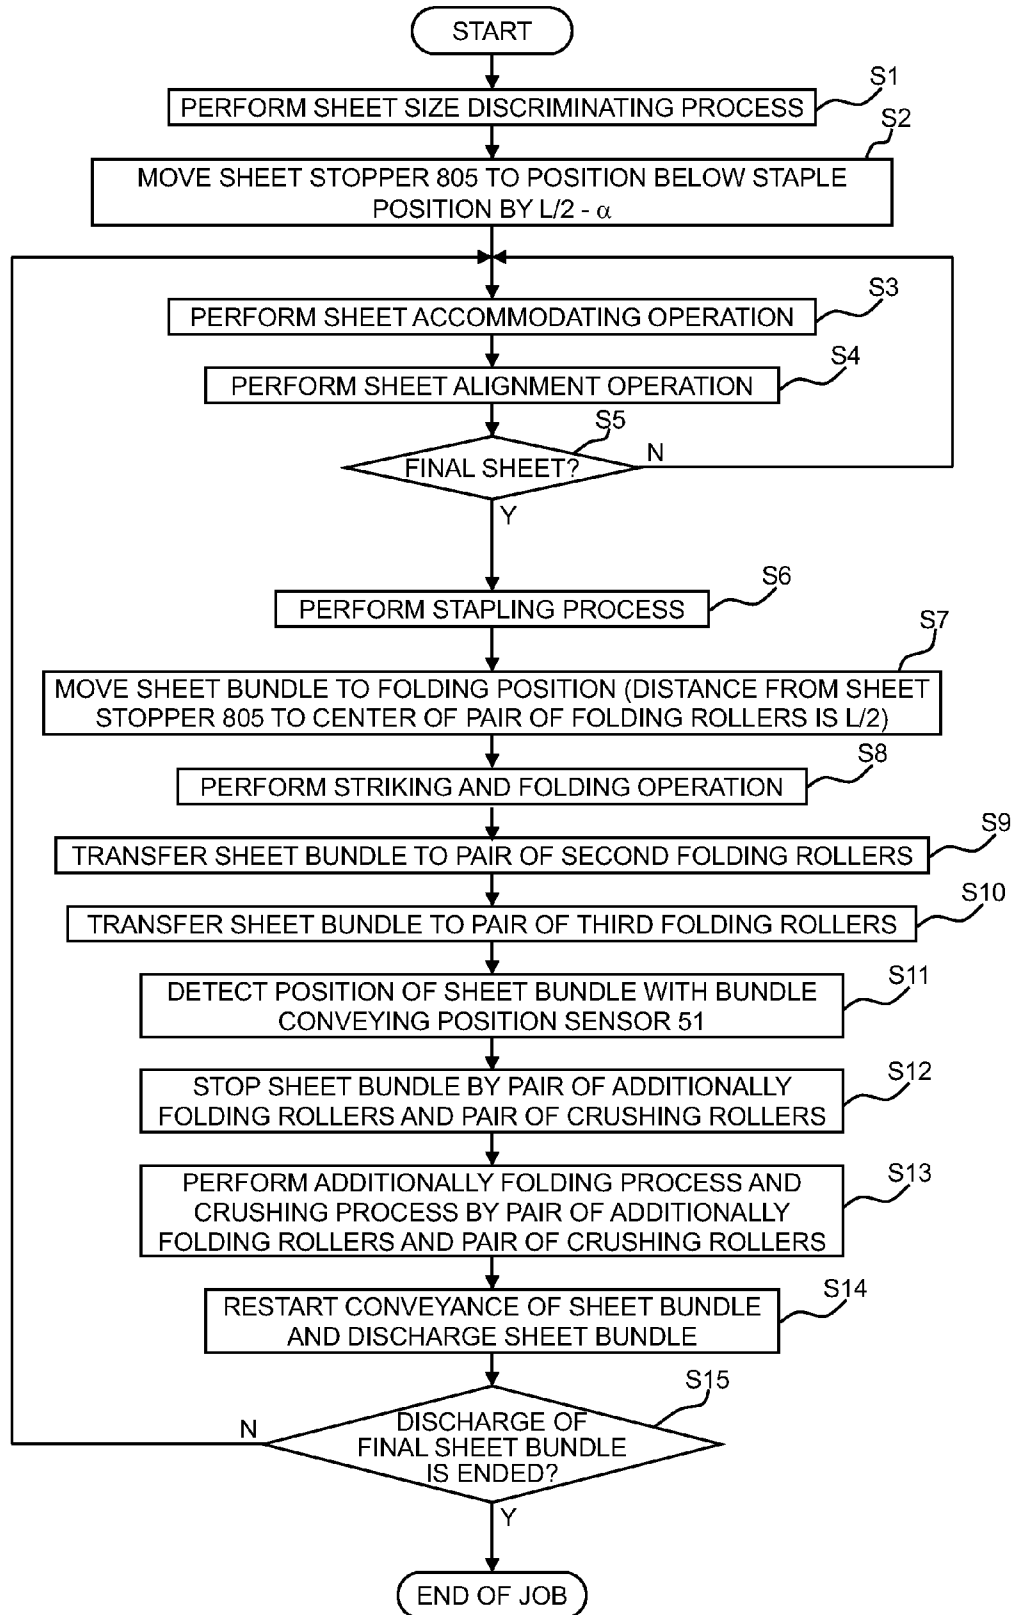 START
S1
PERFORM SHEET SIZE DISCRIMINATING PROCESS
S2
MOVE SHEET STOPPER 805 TO POSITION BELOW STAPLE
POSITION BY L/2 - α
S3
PERFORM SHEET ACCOMMODATING OPERATION
S4
PERFORM SHEET ALIGNMENT OPERATION
S5
FINAL SHEET?
N
Y
S6
PERFORM STAPLING PROCESS
S7
MOVE SHEET BUNDLE TO FOLDING POSITION (DISTANCE FROM SHEET
STOPPER 805 TO CENTER OF PAIR OF FOLDING ROLLERS IS L/2)
S8
PERFORM STRIKING AND FOLDING OPERATION
S9
TRANSFER SHEET BUNDLE TO PAIR OF SECOND FOLDING ROLLERS
S10
TRANSFER SHEET BUNDLE TO PAIR OF THIRD FOLDING ROLLERS
S11
DETECT POSITION OF SHEET BUNDLE WITH BUNDLE
CONVEYING POSITION SENSOR 51
S12
STOP SHEET BUNDLE BY PAIR OF ADDITIONALLY
FOLDING ROLLERS AND PAIR OF CRUSHING ROLLERS
S13
PERFORM ADDITIONALLY FOLDING PROCESS AND
CRUSHING PROCESS BY PAIR OF ADDITIONALLY
FOLDING ROLLERS AND PAIR OF CRUSHING ROLLERS
S14
RESTART CONVEYANCE OF SHEET BUNDLE
AND DISCHARGE SHEET BUNDLE
S15
N
DISCHARGE OF
FINAL SHEET BUNDLE
IS ENDED?
Y
END OF JOB